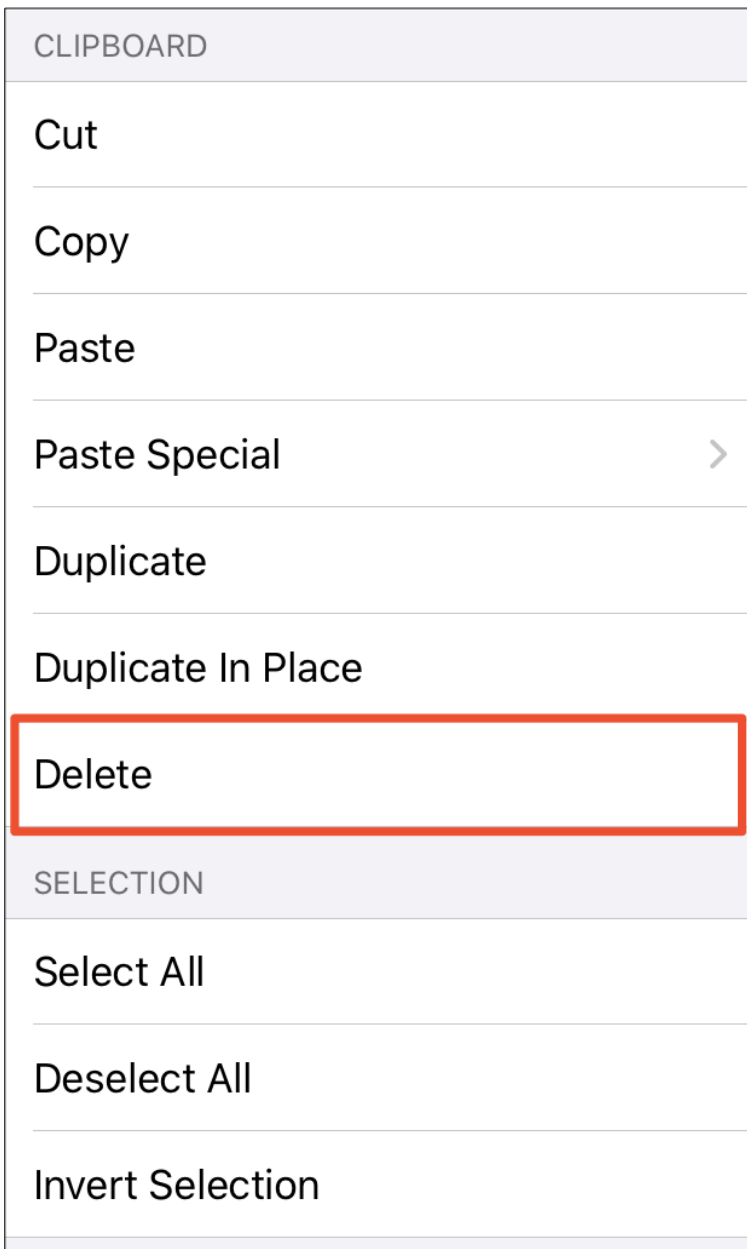 CLIPBOARD
Cut
Copy
Paste
Paste Special
Duplicate
Duplicate In Place
Delete
SELECTION
Select All
Deselect All
Invert Selection